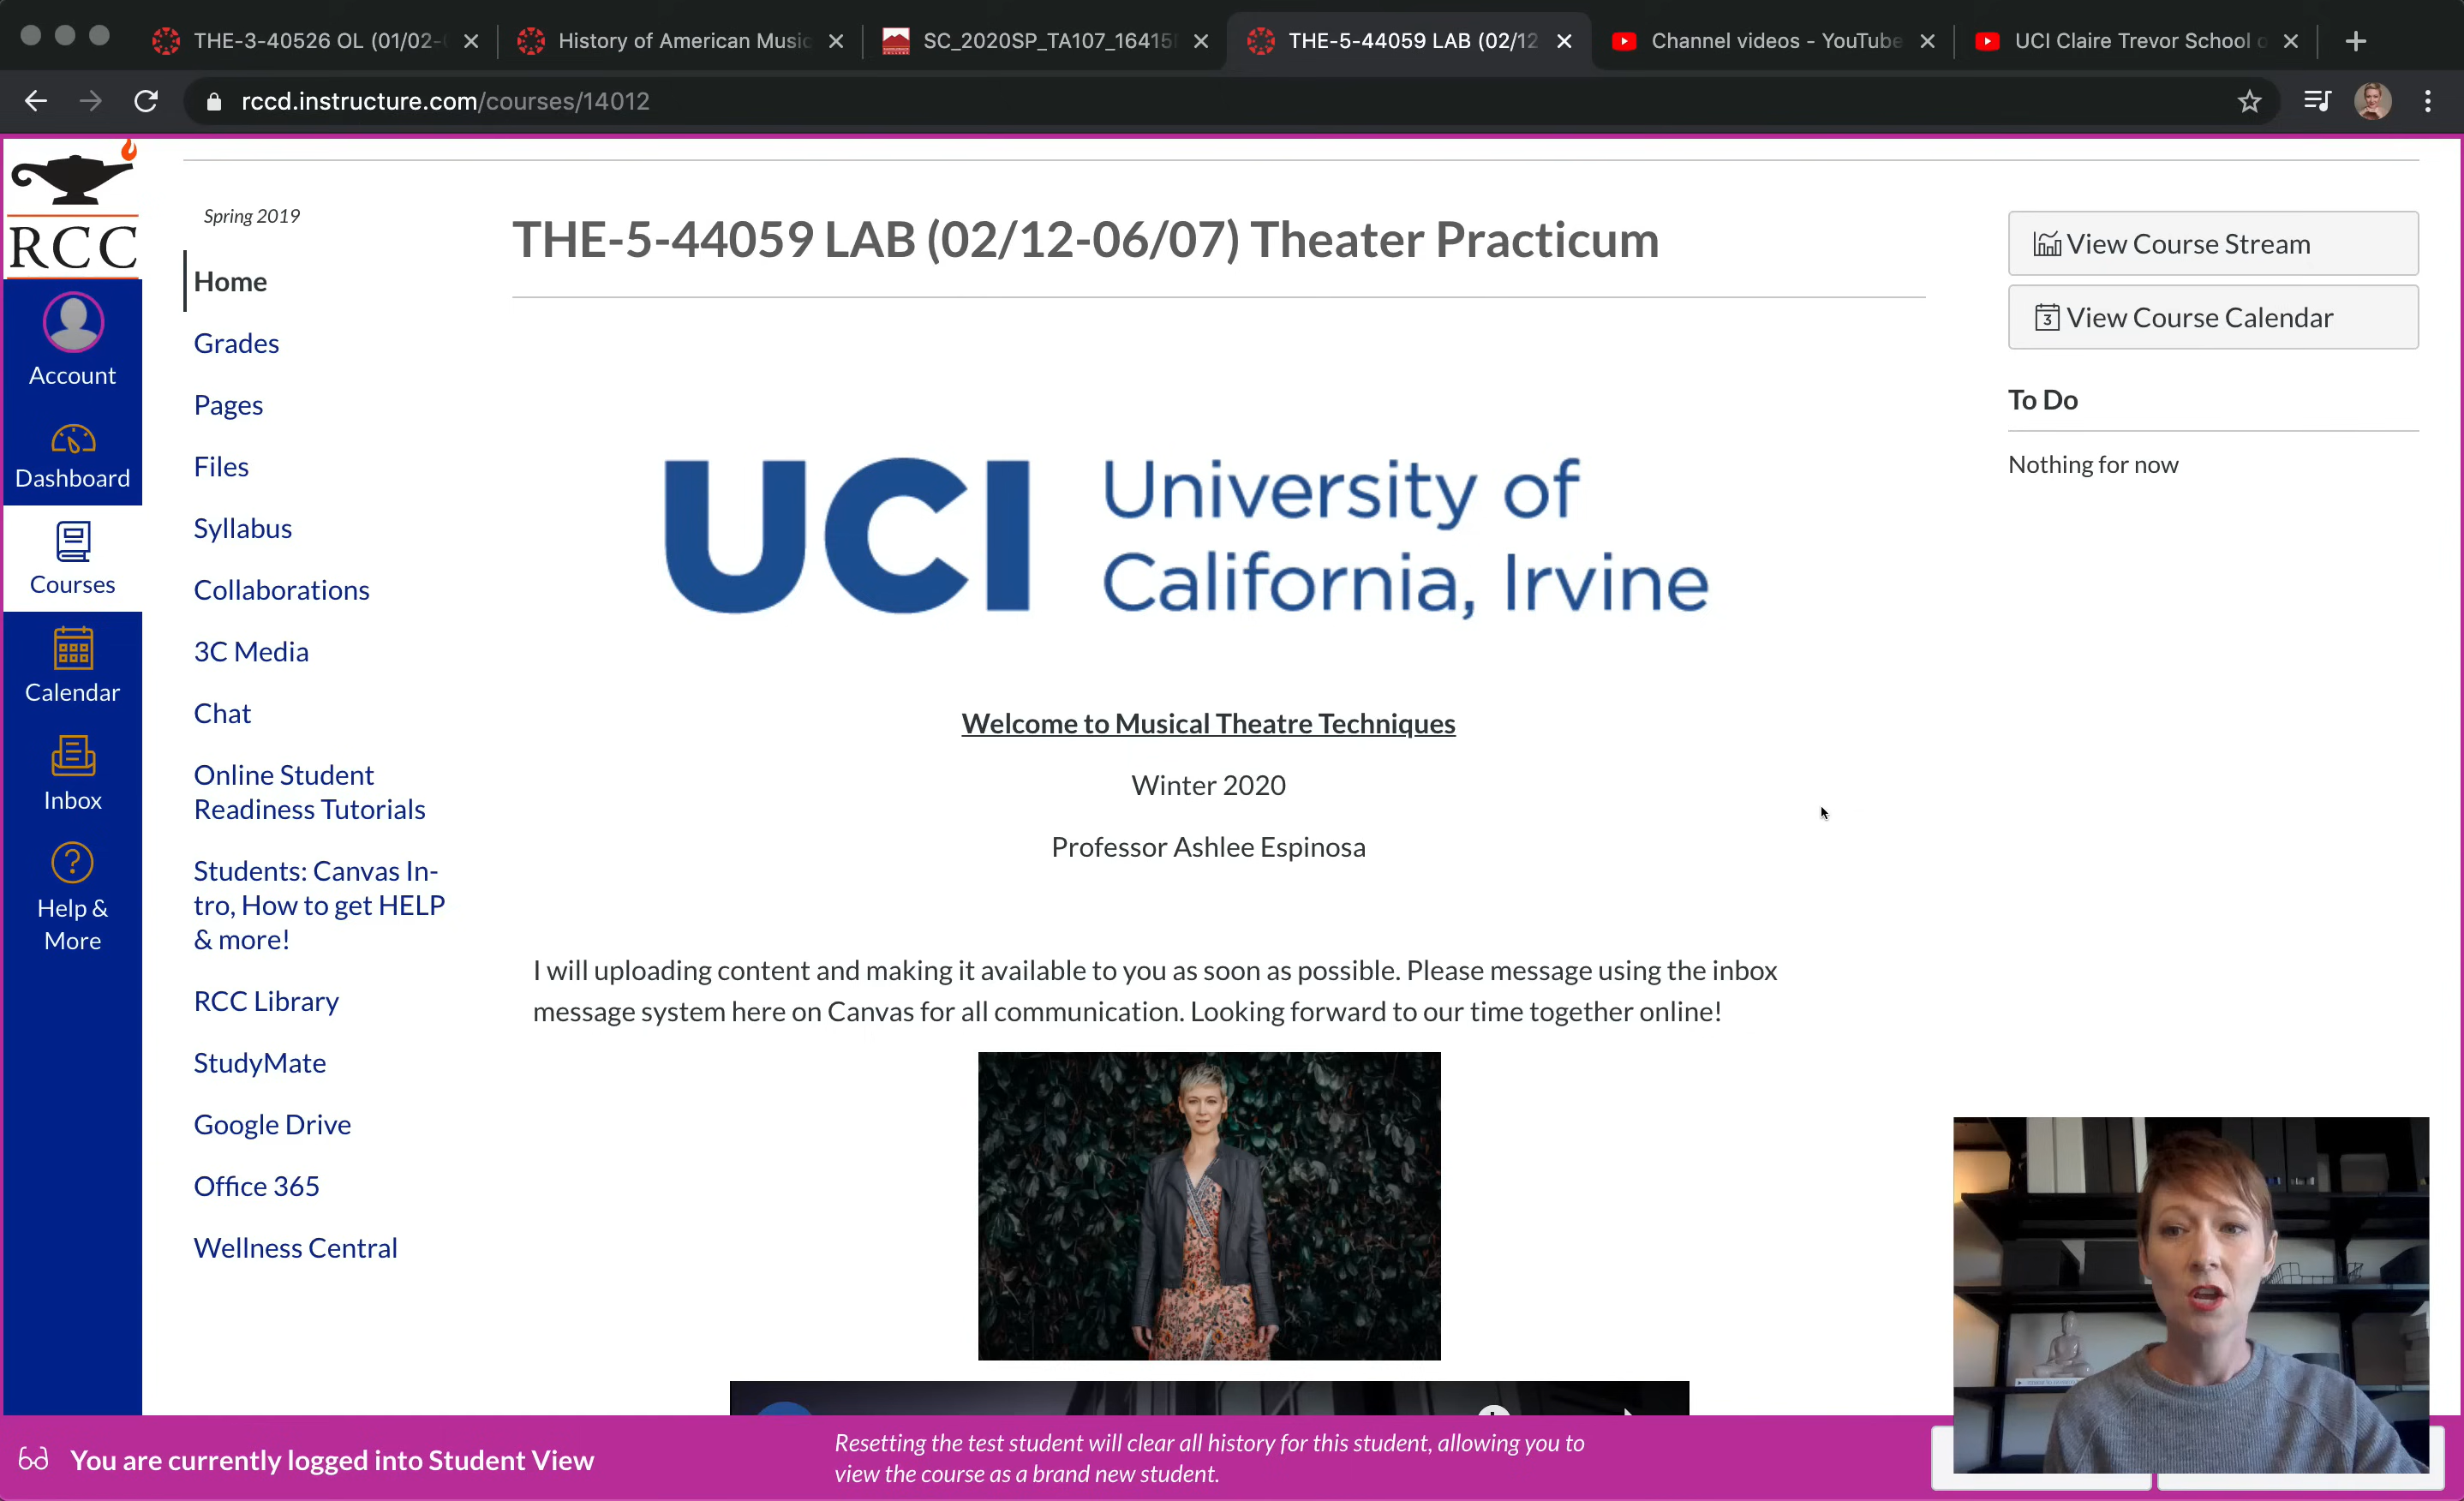 THE-3-40526 OL (01/02-
History of American Music
SC_2020SP_TA107_16415
THE-5-44059 LAB (02/12
Channel videos - YouTube
UCI Claire Trevor School o
rccd.instructure.com/courses/14012
RCC
Account
Dashboard
Courses
Calendar
Inbox
Help &
More
Spring 2019
Home
Grades
Pages
Files
Syllabus
Collaborations
3C Media
Chat
Online Student
Readiness Tutorials
Students: Canvas In-
tro, How to get HELP
& more!
RCC Library
StudyMate
Google Drive
Office 365
Wellness Central
THE-5-44059 LAB (02/12-06/07) Theater Practicum
UCI University of
California, Irvine
Welcome to Musical Theatre Techniques
Winter 2020
Professor Ashlee Espinosa
I will uploading content and making it available to you as soon as possible. Please message using the inbox
message system here on Canvas for all communication. Looking forward to our time together online!
View Course Stream
3 View Course Calendar
To Do
Nothing for now
You are currently logged into Student View
Resetting the test student will clear all history for this student, allowing you to
view the course as a brand new student.